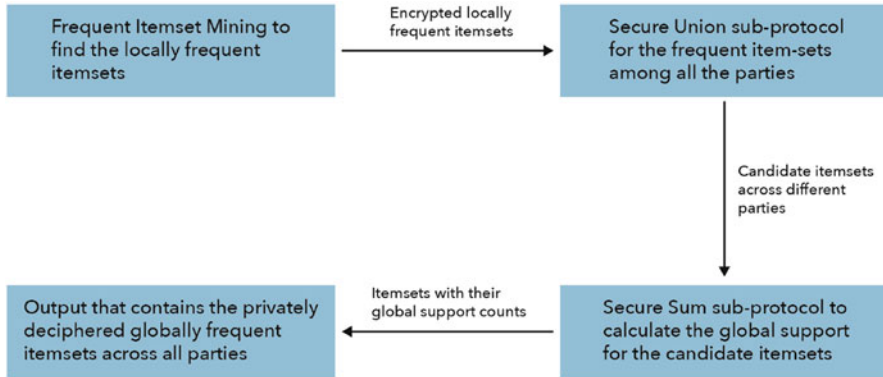 Frequent Itemset Mining to
find the locally frequent
itemsets
Encrypted locally
frequent itemsets
Secure Union sub-protocol
for the frequent item-sets
among all the parties
Candidate itemsets
across different
parties
Secure Sum sub-protocol to
calculate the global support
for the candidate itemsets
Itemsets with their
global support counts
Output that contains the privately
deciphered globally frequent
itemsets across all parties